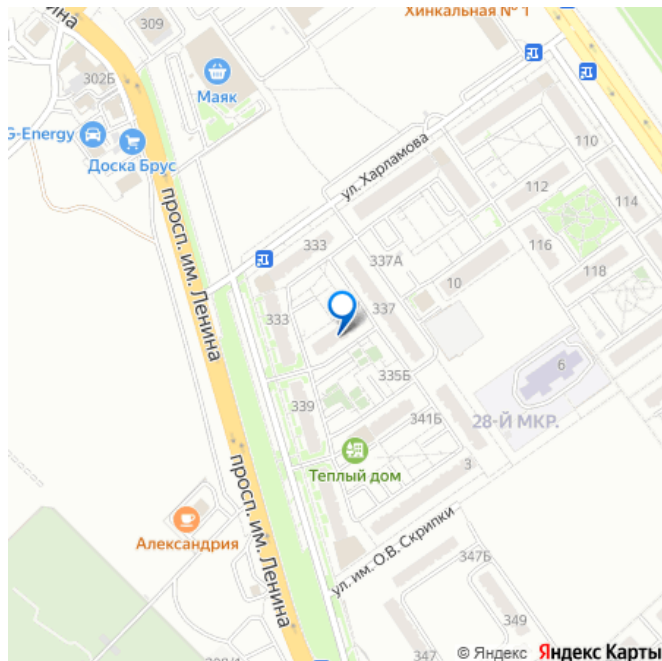 Хинкальная № 1
309
302Б
Маяк
G-Energy
Доска Брус
просп. им. Ленина
ул. Харламова
110
112
114
116
118
333
337А
10
333
337
6
335Б
339
341Б
28-Й МКР.
3
Теплый дом
просп. им. Ленина
Александрия
ул. им. О.В. Скрипки
347Б
349
347
© Яндекс Яндекс Карты